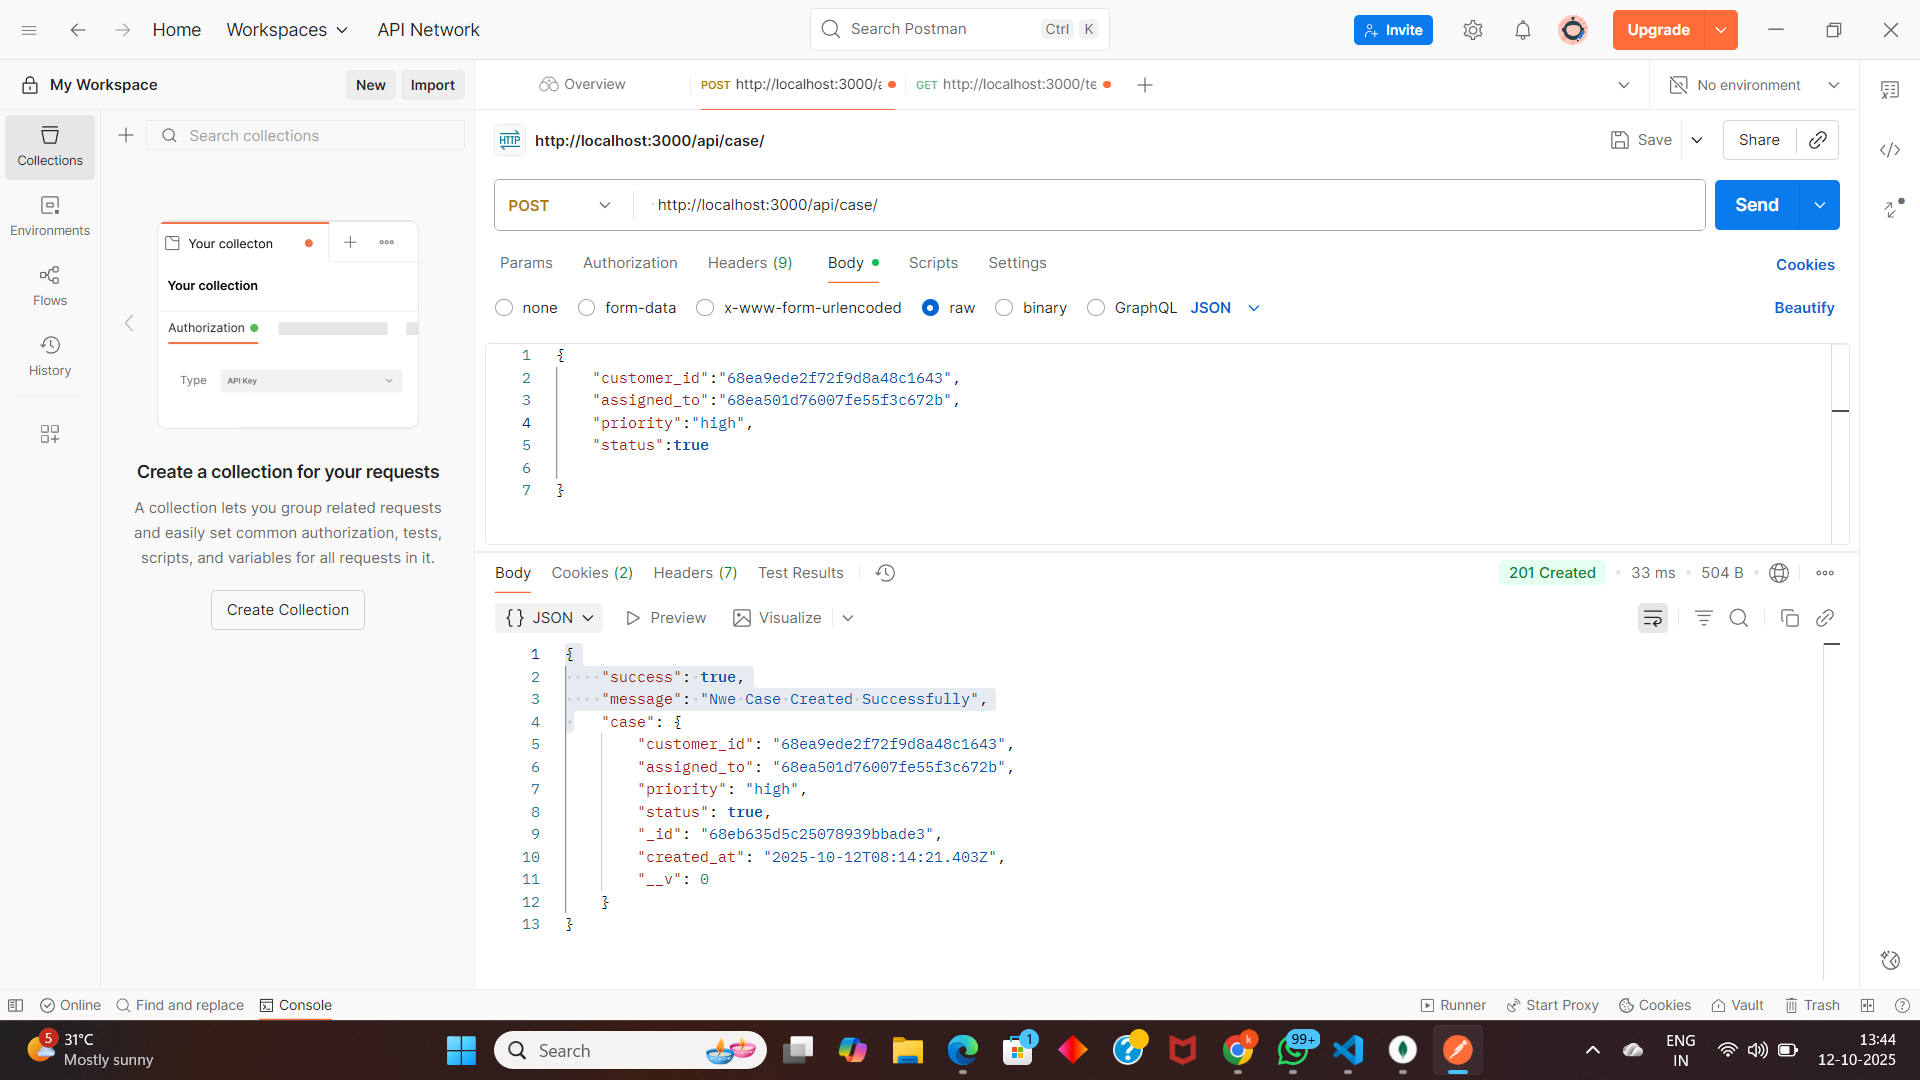 Home
Workspaces
API Network
Search Postman
Ctrl K
Invite
Upgrade
My Workspace
New
Import
Overview
POST http://localhost:3000/a
GET http://localhost:3000/te
No environment
Collections
Environments
Flows
History
Search collections
Your collecton
Your collection
Authorization
Type
API Key
Create a collection for your requests
A collection lets you group related requests
and easily set common authorization, tests,
scripts, and variables for all requests in it.
Create Collection
HTTP
http://localhost:3000/api/case/
Save
Share
POST
http://localhost:3000/api/case/
Send
Params
Authorization
Headers (9)
Body
Scripts
Settings
Cookies
none
form-data
x-www-form-urlencoded
raw
binary
GraphQL
JSON
Beautify
1 {
2 "customer_id":"68ea9ede2f72f9d8a48c1643",
3 "assigned_to":"68ea501d76007fe55f3c672b",
4 "priority":"high",
5 "status":true
6
7 }
Body
Cookies (2)
Headers (7)
Test Results
201 Created
33 ms
504 B
{} JSON
Preview
Visualize
1 {
2 "success": true,
3 "message": "Nwe Case Created Successfully",
4 "case": {
5 "customer_id": "68ea9ede2f72f9d8a48c1643",
6 "assigned_to": "68ea501d76007fe55f3c672b",
7 "priority": "high",
8 "status": true,
9 "_id": "68eb635d5c25078939bbade3",
10 "created_at": "2025-10-12T08:14:21.403Z",
11 "__v": 0
12 }
13 }
Online
Find and replace
Console
Runner
Start Proxy
Cookies
Vault
Trash
5
31°C
Mostly sunny
Search
1
k
99+
ENG
IN
13:44
12-10-2025